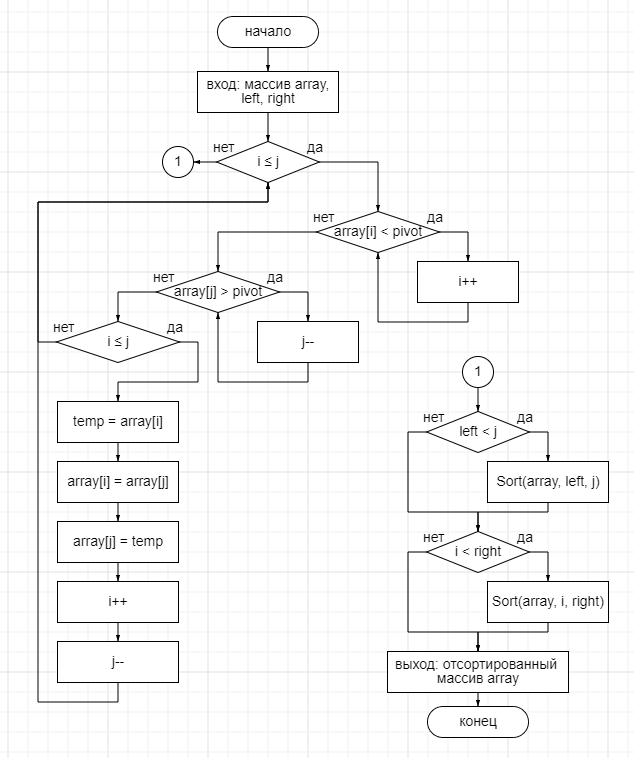 начало
вход: массив array,
left, right
нет
да
1
i ≤ j
нет
да
array[i] < pivot
i++
нет
да
array[j] > pivot
j--
нет
да
i ≤ j
temp = array[i]
array[i] = array[j]
array[j] = temp
i++
j--
1
нет
да
left < j
Sort(array, left, j)
нет
да
i < right
Sort(array, i, right)
выход: отсортированный
массив array
конец